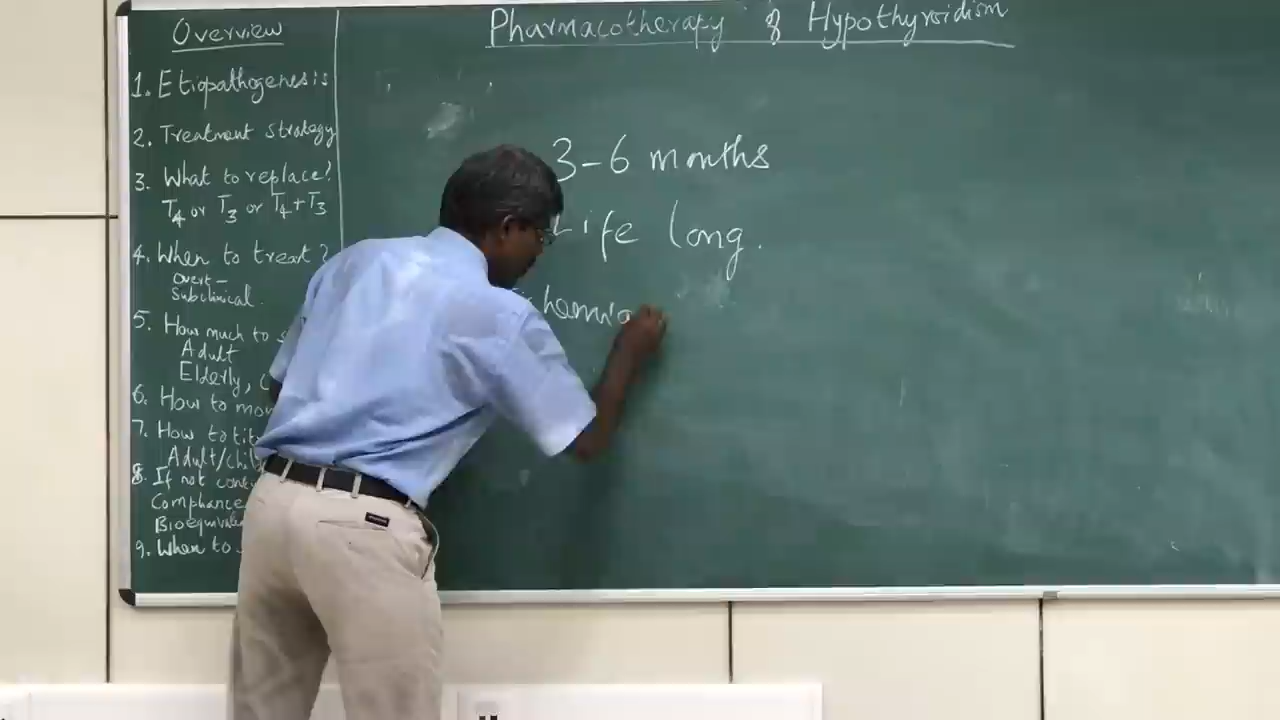 Overview
Pharmacotherapy of Hypothyroidism
1. Etiopathogenesis
2. Treatment strategy
3. What to replace?
T4 or T3 or T4+T3
4. When to treat?
overt –
Subclinical.
5. How much to
Adult
Elderly,
6. How to
7. How to
Adult/
8. If not
Compliance
9. When to
3–6 months
Life long.